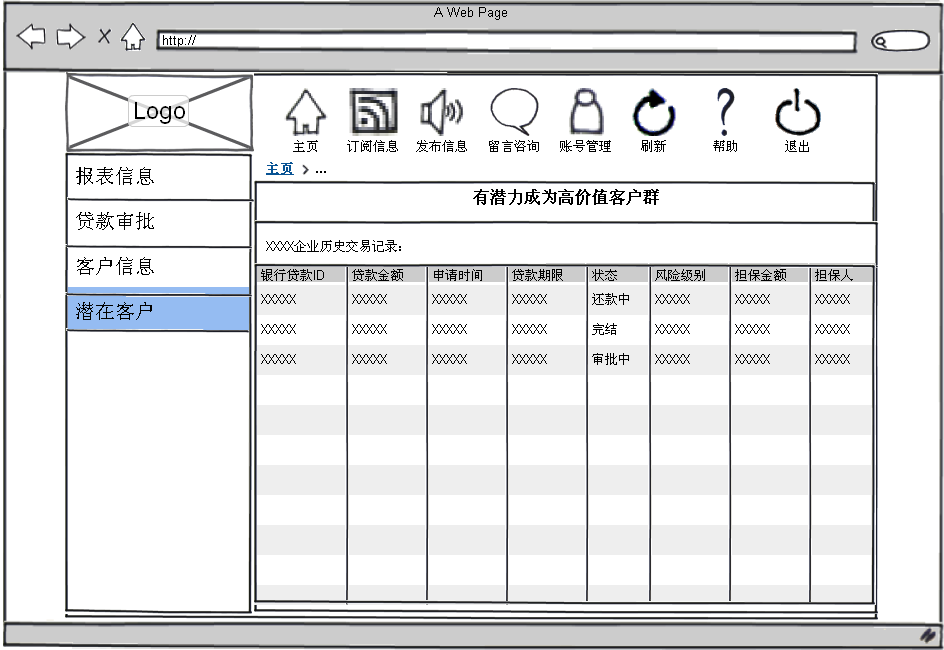 A Web Page
http://
Logo
主页 订阅信息 发布信息 留言咨询 账号管理 刷新 帮助 退出
主页 > ...
报表信息
贷款审批
客户信息
潜在客户
有潜力成为高价值客户群
XXXX企业历史交易记录:
银行贷款ID 贷款金额 申请时间 贷款期限 状态 风险级别 担保金额 担保人
XXXXX XXXXX XXXXX XXXXX 还款中 XXXXX XXXXX XXXXX
XXXXX XXXXX XXXXX XXXXX 完结 XXXXX XXXXX XXXXX
XXXXX XXXXX XXXXX XXXXX 审批中 XXXXX XXXXX XXXXX